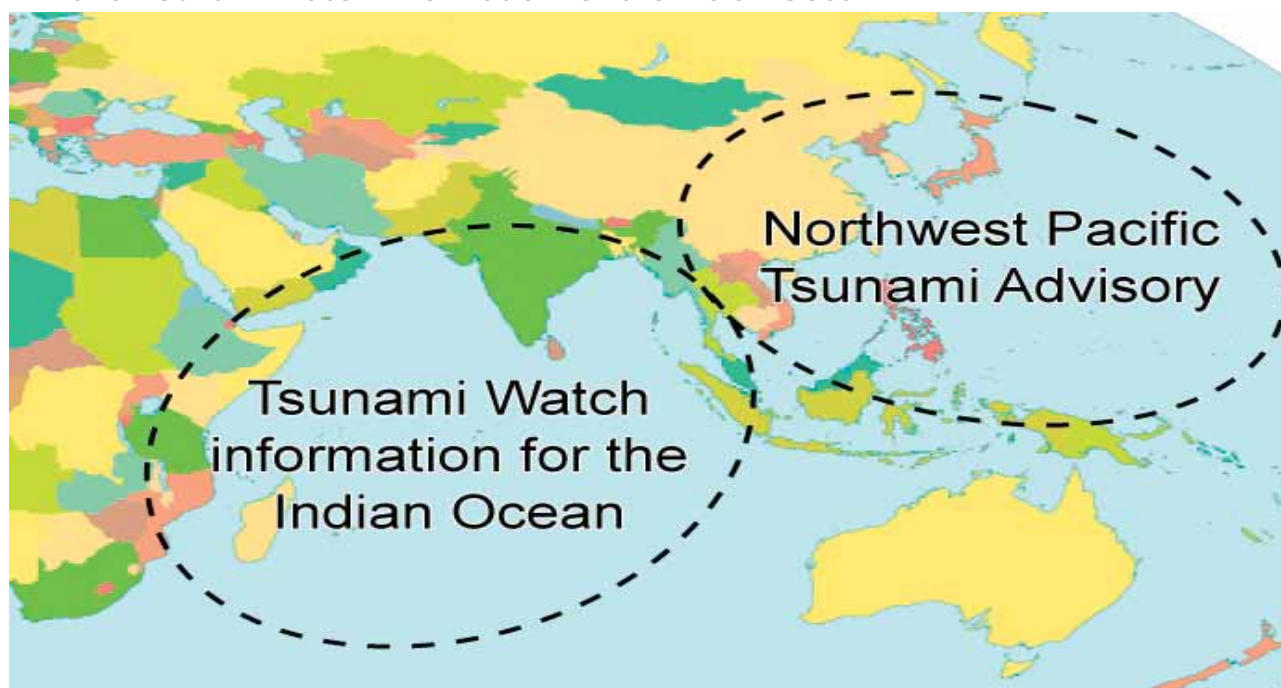 Northwest Pacific
Tsunami Advisory
Tsunami Watch
information for the
Indian Ocean